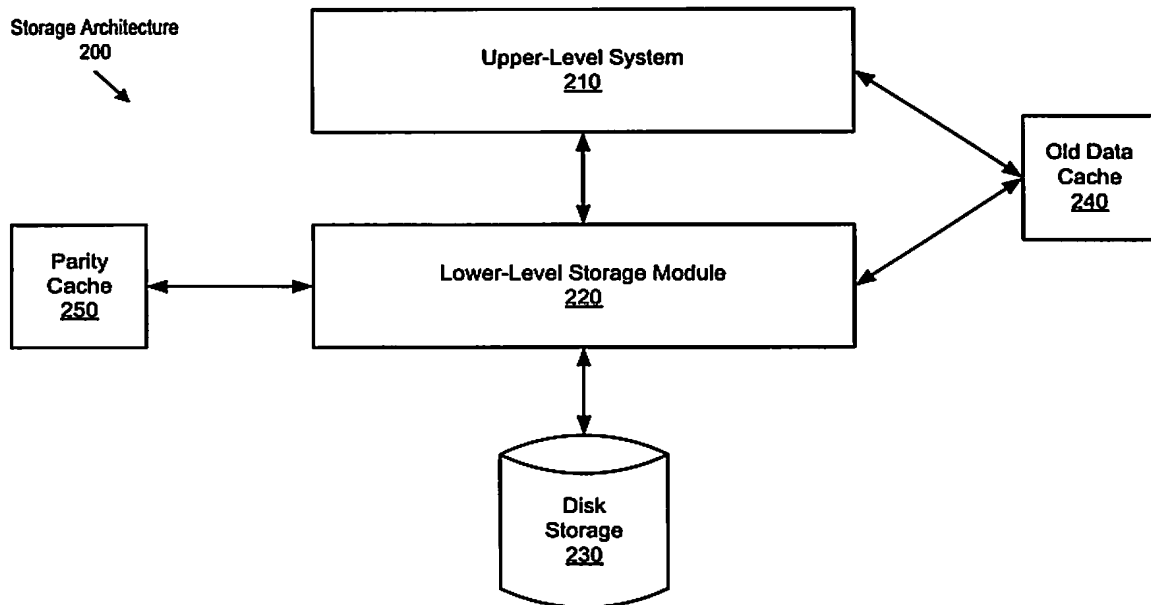 Storage Architecture
200
Upper-Level System
210
Old Data
Cache
240
Parity
Cache
250
Lower-Level Storage Module
220
Disk
Storage
230